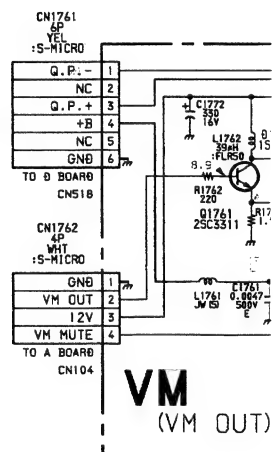 CN1761
6P
YEL
:S-MICRO
Q.P.- 1
NC 2
Q.P.+ 3
+B 4
NC 5
GND 6
TO D BOARD
CN518
CN1762
4P
WHT
:S-MICRO
GND 1
VM OUT 2
12V 3
VM MUTE 4
TO A BOARD
CN104
C1772
330
16V
L1762
39μH
:FLR50
8.5
R1762
220
Q1761
2SC3311
L1761
JW(5)
C1761
0.0047
500V
E
VM
(VM OUT)